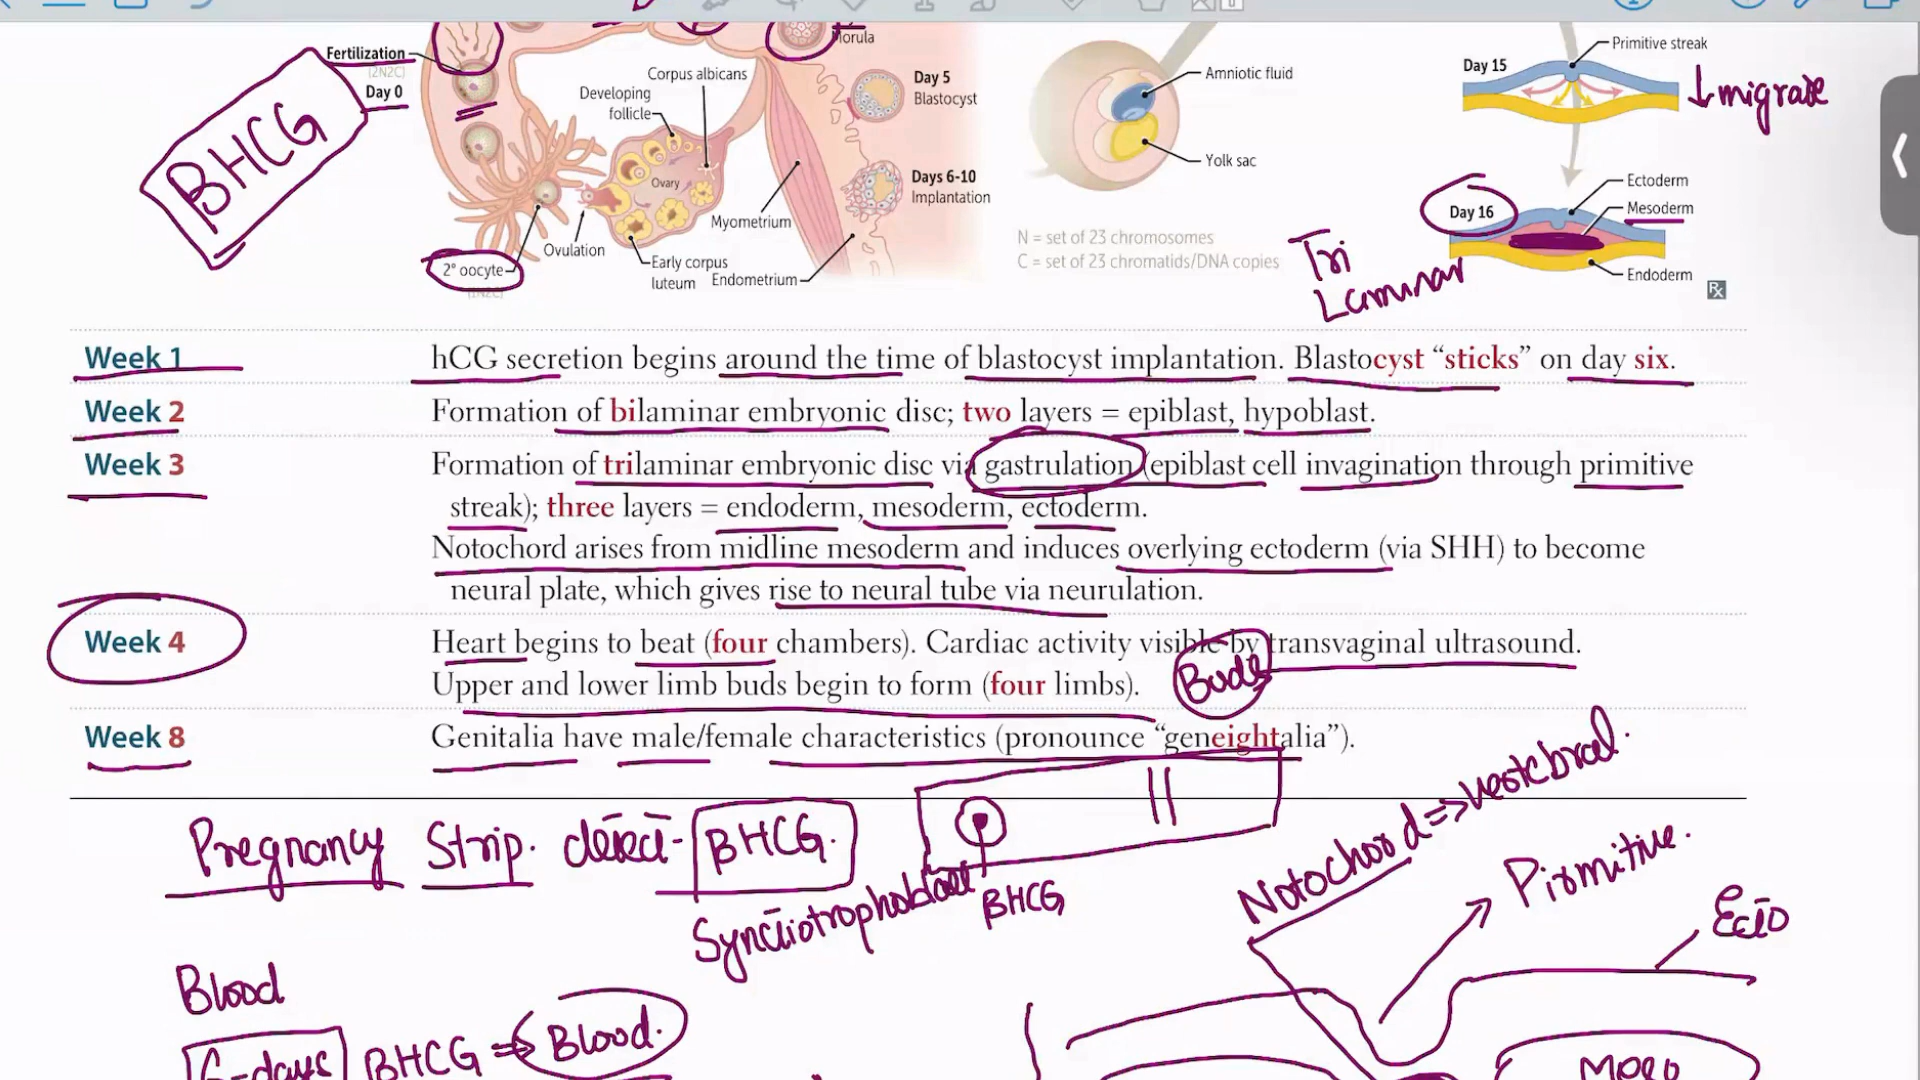 Fertilization
(2N2C)
Day 0
BHCG
2° oocyte
(1N2C)
Ovulation
Developing
follicle
Corpus albicans
Ovary
Early corpus
luteum
Myometrium
Endometrium
Morula
Day 5
Blastocyst
Days 6-10
Implantation
Amniotic fluid
Yolk sac
N = set of 23 chromosomes
C = set of 23 chromatids/DNA copies
Day 15
Primitive streak
↓migrate
Day 16
Ectoderm
Mesoderm
Endoderm
Tri
Laminar
Rx
Week 1 hCG secretion begins around the time of blastocyst implantation. Blastocyst “sticks” on day six.
Week 2 Formation of bilaminar embryonic disc; two layers = epiblast, hypoblast.
Week 3 Formation of trilaminar embryonic disc via gastrulation (epiblast cell invagination through primitive
streak); three layers = endoderm, mesoderm, ectoderm.
Notochord arises from midline mesoderm and induces overlying ectoderm (via SHH) to become
neural plate, which gives rise to neural tube via neurulation.
Week 4 Heart begins to beat (four chambers). Cardiac activity visible by transvaginal ultrasound.
Upper and lower limb buds begin to form (four limbs). Buds
Week 8 Genitalia have male/female characteristics (pronounce “geneightalia”).
Pregnancy Strip. detect- BHCG.
BHCG
Notochord=>vestebral.
Pirmitive.
Ecto
Blood
6-days BHCG => Blood.
Meso